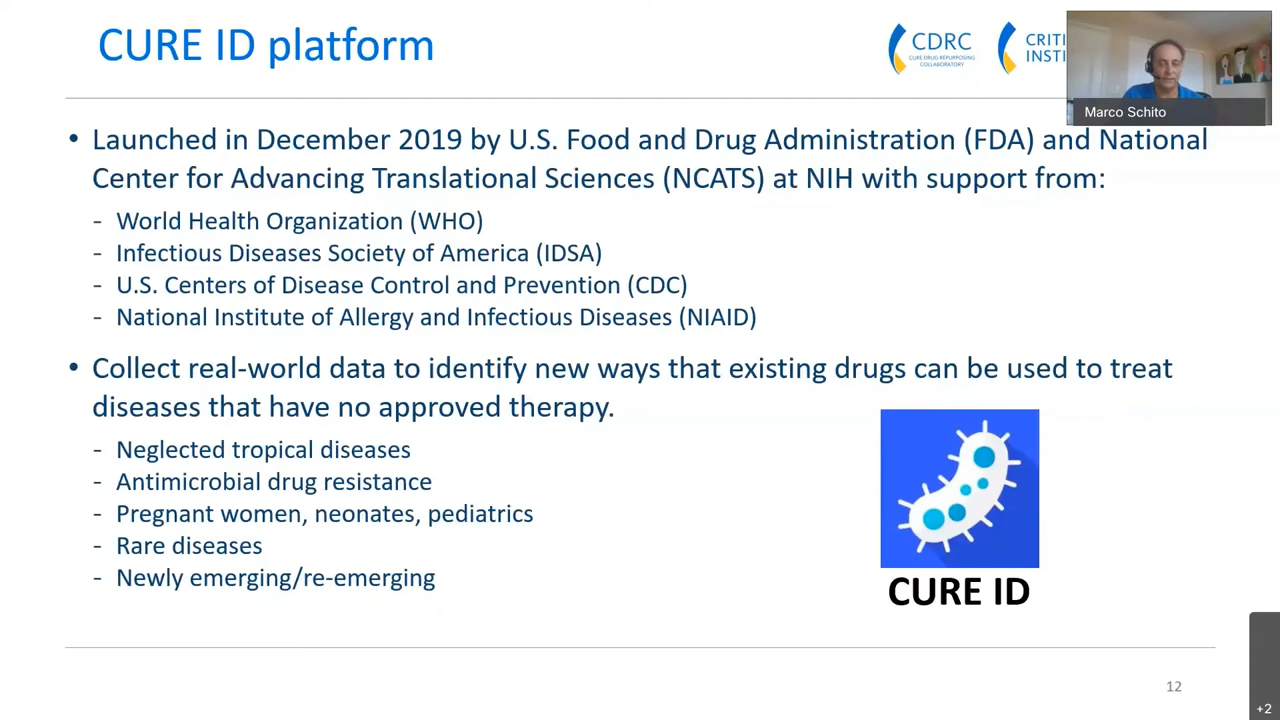 CURE ID platform
CDRC
CURE DRUG REPURPOSING
COLLABORATORY
CRITI
INSTI
Marco Schito
• Launched in December 2019 by U.S. Food and Drug Administration (FDA) and National
Center for Advancing Translational Sciences (NCATS) at NIH with support from:
- World Health Organization (WHO)
- Infectious Diseases Society of America (IDSA)
- U.S. Centers of Disease Control and Prevention (CDC)
- National Institute of Allergy and Infectious Diseases (NIAID)
• Collect real-world data to identify new ways that existing drugs can be used to treat
diseases that have no approved therapy.
- Neglected tropical diseases
- Antimicrobial drug resistance
- Pregnant women, neonates, pediatrics
- Rare diseases
- Newly emerging/re-emerging
CURE ID
12
+2